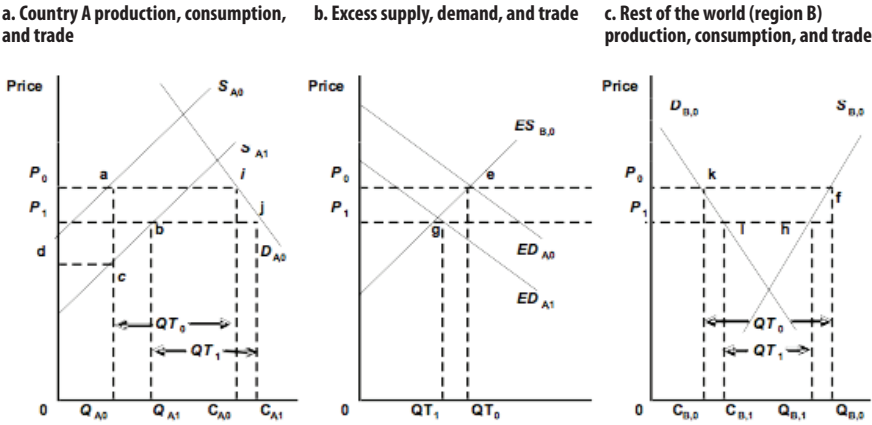 a. Country A production, consumption,
and trade
b. Excess supply, demand, and trade
c. Rest of the world (region B)
production, consumption, and trade
Price
S A0
S A1
P 0
a
i
P 1
b
j
d
c
D A0
QT 0
QT 1
0
Q A0
Q A1
C A0
C A1
Price
ES B,0
P 0
e
P 1
g
ED A0
ED A1
0
QT 1
QT 0
Price
D B,0
S B,0
P 0
k
f
P 1
l
h
QT 0
QT 1
0
C B,0
C B,1
Q B,1
Q B,0